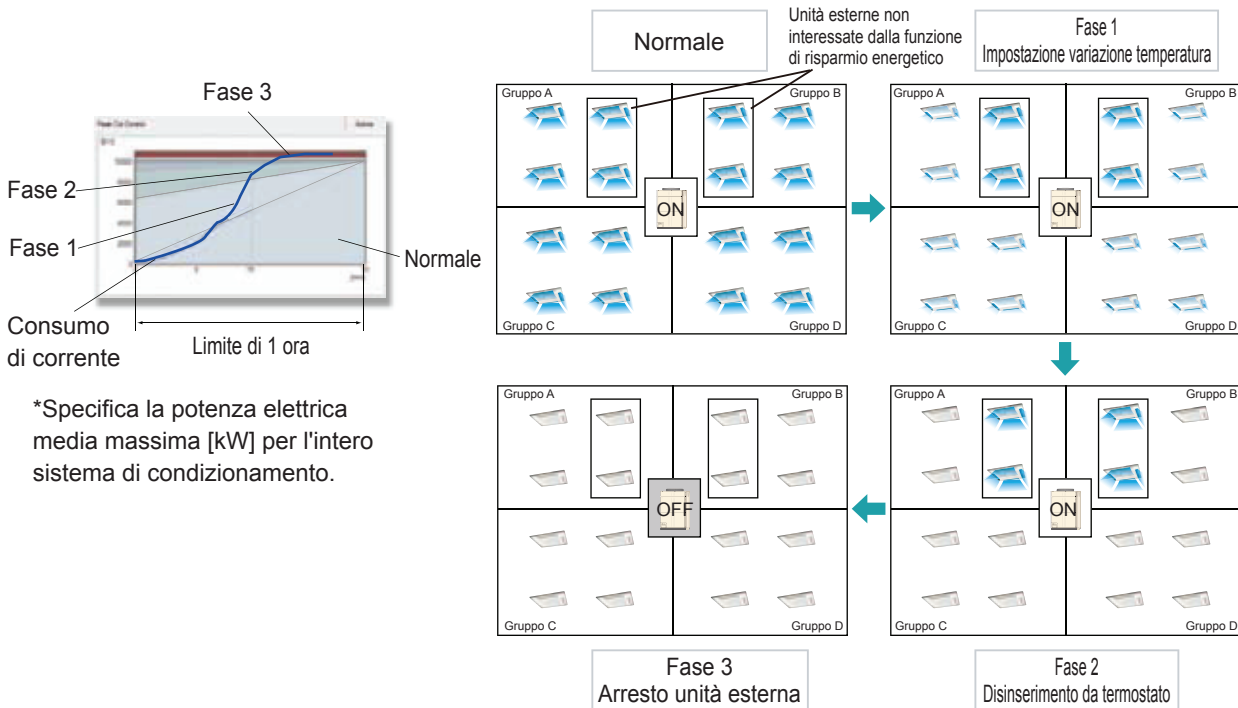 Fase 3
Fase 2
Fase 1
Normale
Consumo
di corrente
Limite di 1 ora
*Specifica la potenza elettrica
media massima [kW] per l'intero
sistema di condizionamento.
Normale
Unità esterne non
interessate dalla funzione
di risparmio energetico
Gruppo A
Gruppo B
ON
Gruppo C
Gruppo D
Fase 1
Impostazione variazione temperatura
Gruppo A
Gruppo B
ON
Gruppo C
Gruppo D
Gruppo A
Gruppo B
ON
Gruppo C
Gruppo D
Fase 2
Disinserimento da termostato
Gruppo A
Gruppo B
OFF
Gruppo C
Gruppo D
Fase 3
Arresto unità esterna